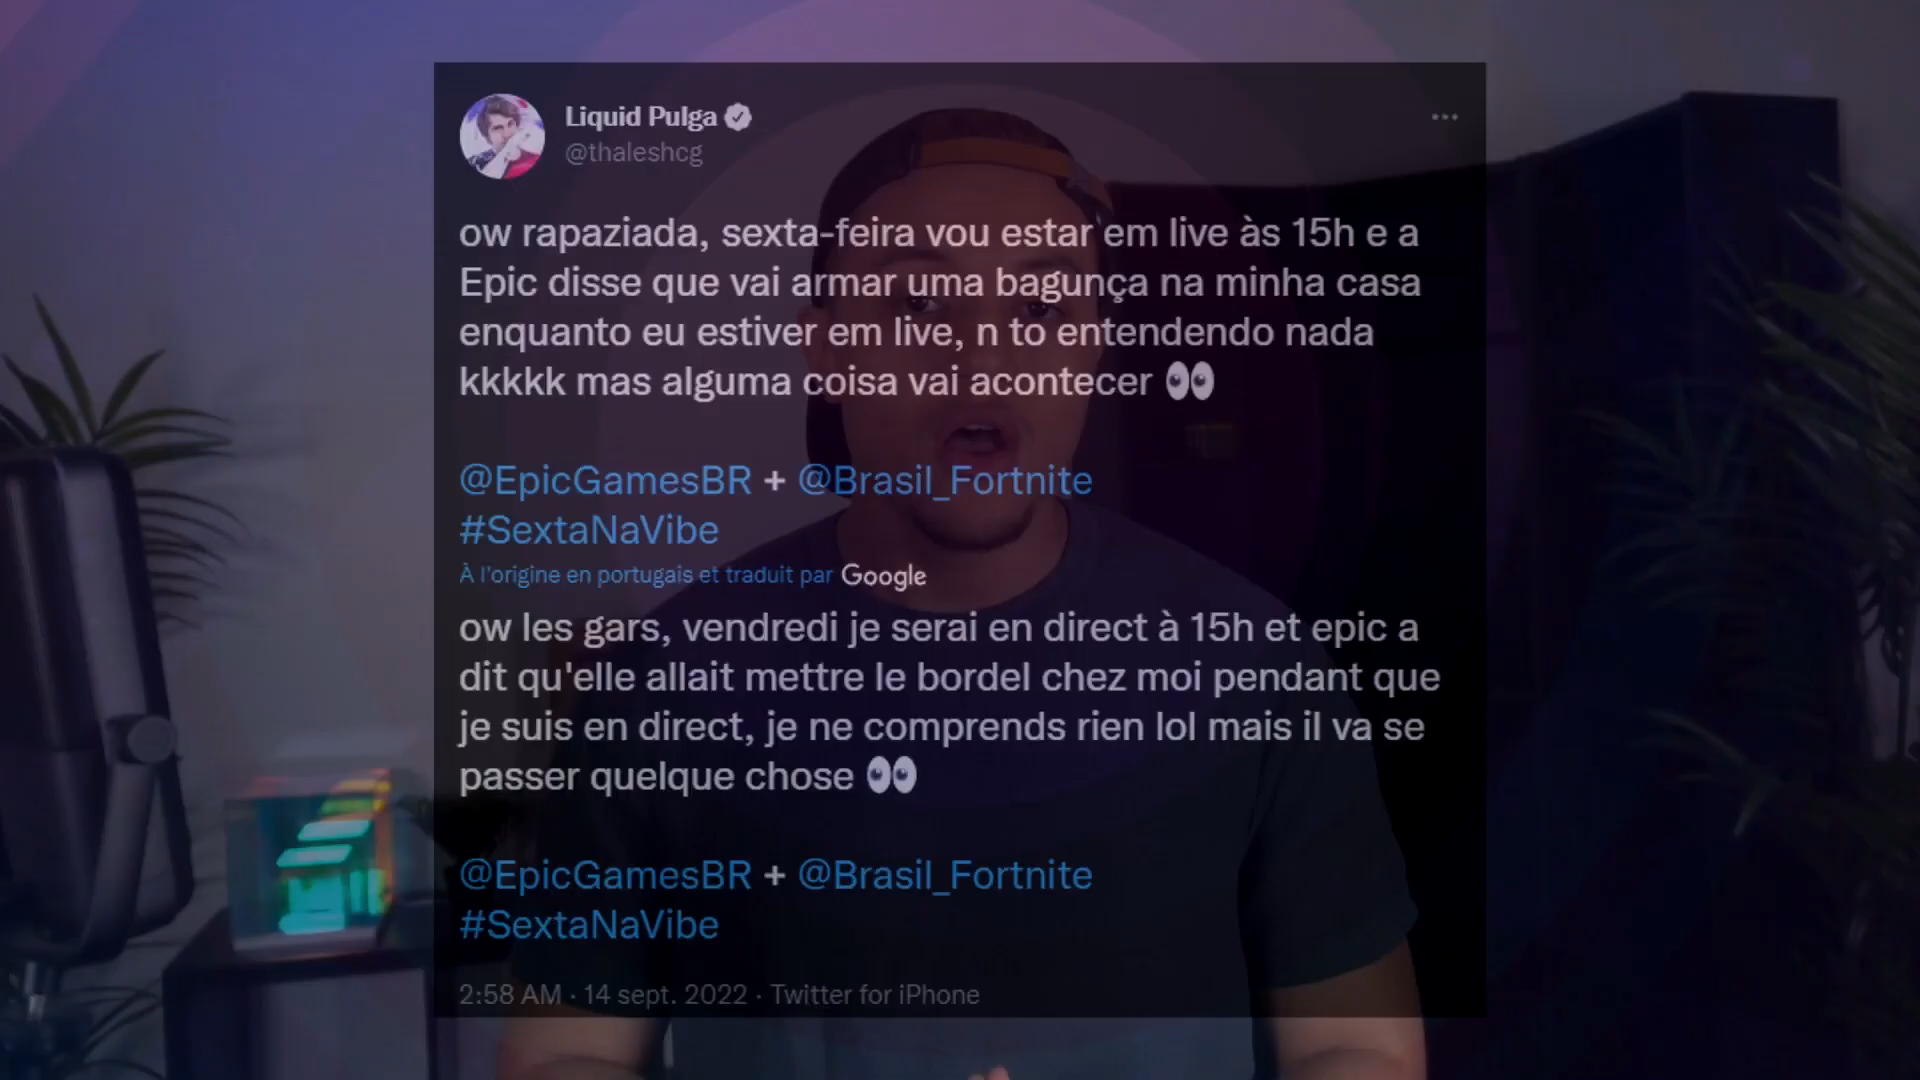 Liquid Pulga
@thaleshcg
ow rapaziada, sexta-feira vou estar em live às 15h e a
Epic disse que vai armar uma bagunça na minha casa
enquanto eu estiver em live, n to entendendo nada
kkkkk mas alguma coisa vai acontecer 👀
@EpicGamesBR + @Brasil_Fortnite
#SextaNaVibe
À l'origine en portugais et traduit par Google
ow les gars, vendredi je serai en direct à 15h et epic a
dit qu'elle allait mettre le bordel chez moi pendant que
je suis en direct, je ne comprends rien lol mais il va se
passer quelque chose 👀
@EpicGamesBR + @Brasil_Fortnite
#SextaNaVibe
2:58 AM · 14 sept. 2022 · Twitter for iPhone